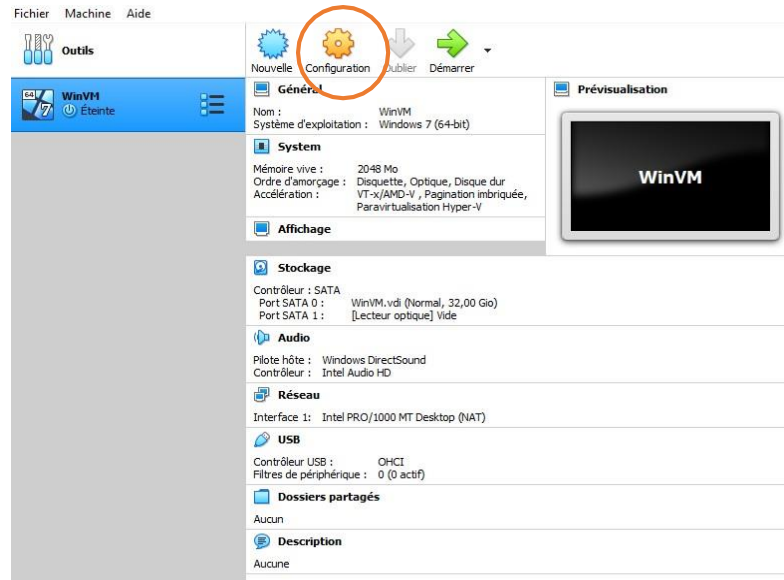 Fichier Machine Aide
Outils
Nouvelle Configuration Oublier Démarrer
WinVM
Éteinte
64
7
Général
Nom : WinVM
Système d'exploitation : Windows 7 (64-bit)
System
Mémoire vive : 2048 Mo
Ordre d'amorçage : Disquette, Optique, Disque dur
Accélération : VT-x/AMD-V , Pagination imbriquée,
Paravirtualisation Hyper-V
Affichage
Prévisualisation
WinVM
Stockage
Contrôleur : SATA
Port SATA 0 : WinVM.vdi (Normal, 32,00 Gio)
Port SATA 1 : [Lecteur optique] Vide
Audio
Pilote hôte : Windows DirectSound
Contrôleur : Intel Audio HD
Réseau
Interface 1: Intel PRO/1000 MT Desktop (NAT)
USB
Contrôleur USB : OHCI
Filtres de périphérique : 0 (0 actif)
Dossiers partagés
Aucun
Description
Aucune